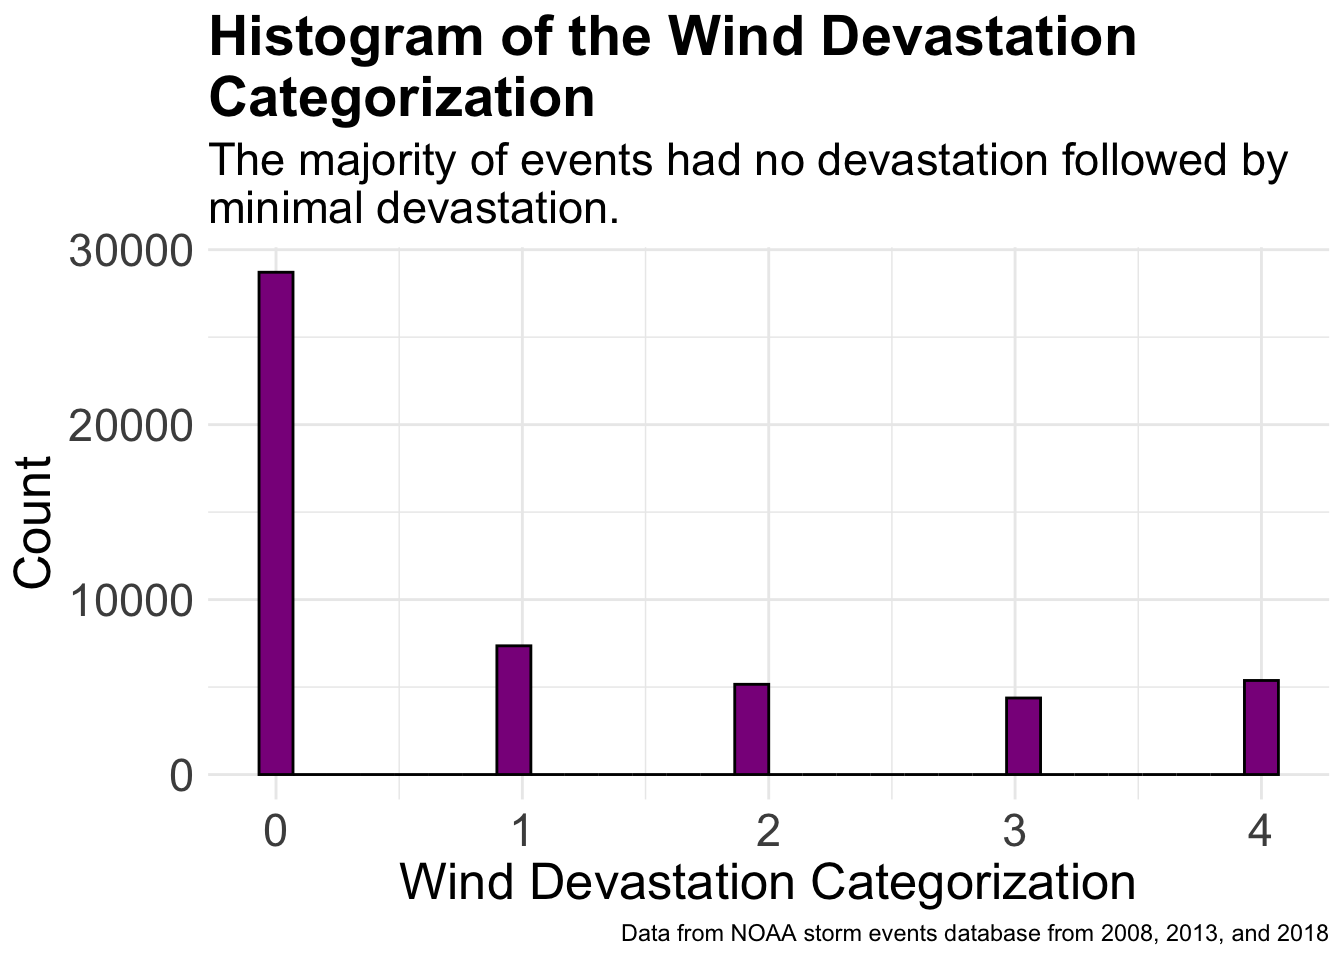 Histogram of the Wind Devastation
Categorization
The majority of events had no devastation followed by
minimal devastation.
30000
20000
10000
0
Count
0 1 2 3 4
Wind Devastation Categorization
Data from NOAA storm events database from 2008, 2013, and 2018